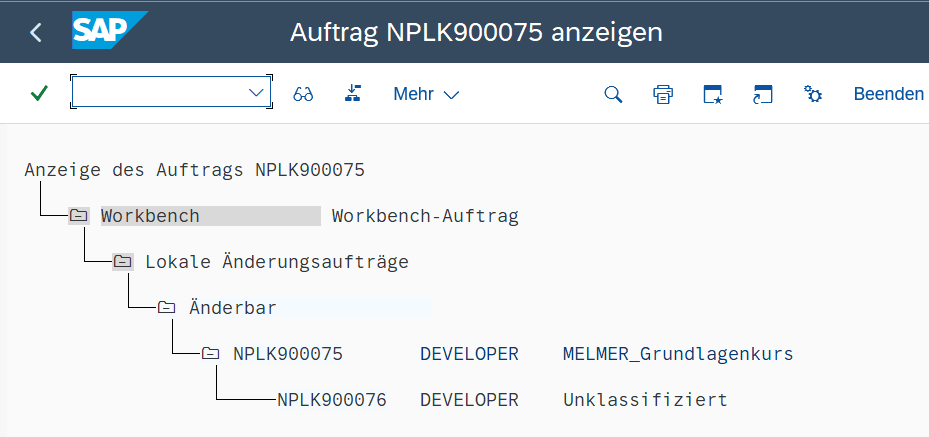 SAP Auftrag NPLK900075 anzeigen
Mehr Beenden
Anzeige des Auftrags NPLK900075
Workbench Workbench-Auftrag
Lokale Änderungsaufträge
Änderbar
NPLK900075 DEVELOPER MELMER_Grundlagenkurs
NPLK900076 DEVELOPER Unklassifiziert